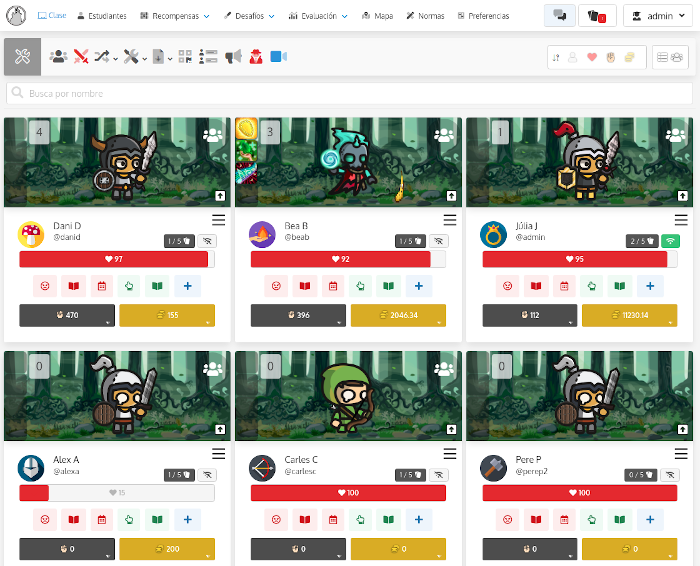 Clase Estudiantes Recompensas Desafíos Evaluación Mapa Normas Preferencias admin
Busca por nombre
4 3 1
Dani D Bea B Júlia J
@danid 1 / 5 @beab 1 / 5 @admin 2 / 5
97 92 95
470 155 396 2046.34 112 11230.14
0 0 0
Alex A Carles C Pere P
@alexa 1 / 5 @carlesc 1 / 5 @perep2 0 / 5
15 100 100
0 200 0 0 0 0